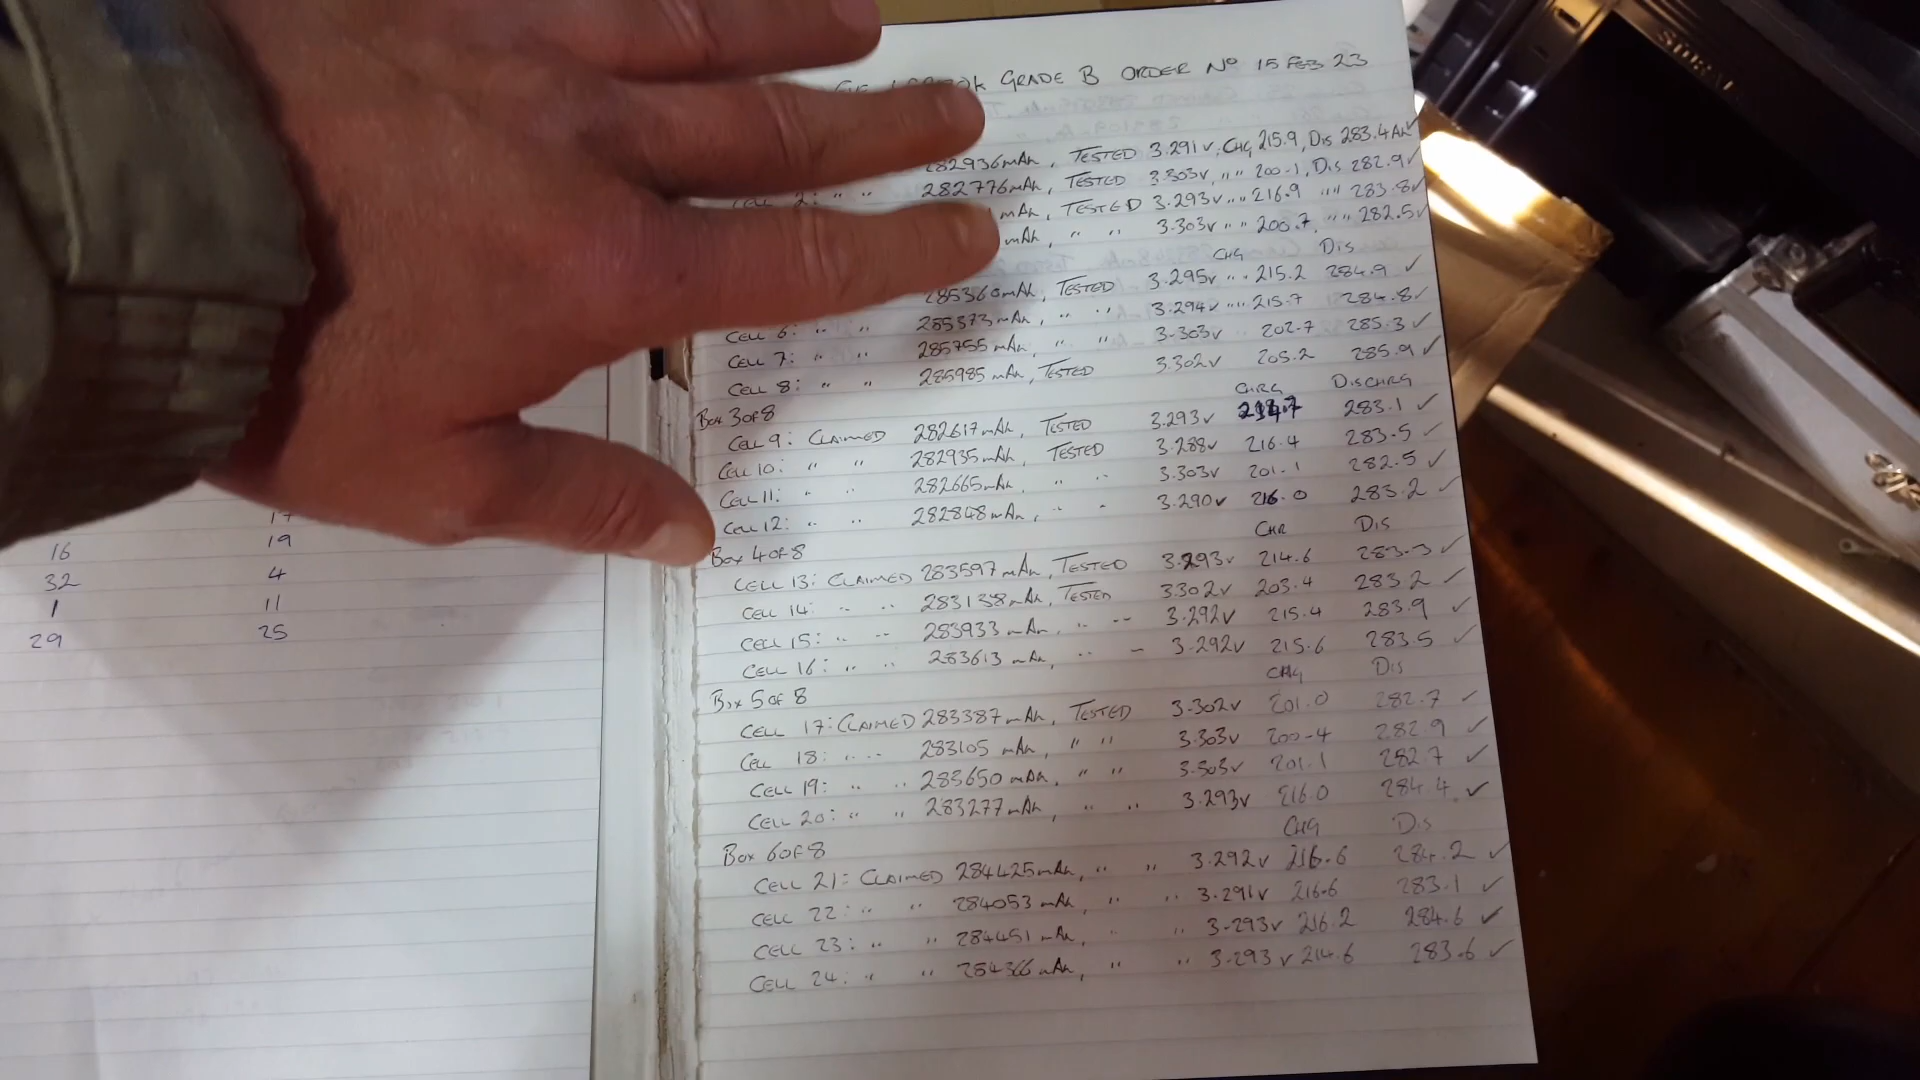 16 19
32 4
1 11
29 25
GRADE B ORDER No 15 FEB 23
282936mAh, TESTED 3.291v, CHG 215.9, DIS 283.4Ah ✓
2: " " 282776mAh, TESTED 3.303v, " " 200.1, DIS 282.9 ✓
mAh, TESTED 3.293v " " 216.9 " " 283.8 ✓
mAh, " " 3.303v " " 200.7, " " 282.5 ✓
CHG DIS
285360mAh, TESTED 3.295v " " 215.2 284.9 ✓
CELL 6: " " 285373mAh, " " 3.294v " " 215.7 284.8 ✓
CELL 7: " " 285755mAh, " " 3.303v 202.7 285.3 ✓
CELL 8: " " 285985mAh, TESTED 3.302v 205.2 285.9 ✓
CHRG DISCHRG
BOX 3 OF 8
CELL 9: CLAIMED 282617mAh, TESTED 3.293v 283.1 ✓
CELL 10: " " 282935mAh, TESTED 3.288v 216.4 283.5 ✓
CELL 11: " " 282665mAh, " " 3.303v 201.1 282.5 ✓
CELL 12: " " 282848mAh, " " 3.290v 216.0 283.2 ✓
CHR DIS
BOX 4 OF 8
CELL 13: CLAIMED 283597mAh, TESTED 3.293v 214.6 283.3 ✓
CELL 14: " " 283138mAh, TESTED 3.302v 203.4 283.2 ✓
CELL 15: " " 283933mAh, " " 3.292v 215.4 283.9 ✓
CELL 16: " " 283613mAh, " " 3.292v 215.6 283.5 ✓
CHG DIS
BOX 5 OF 8
CELL 17: CLAIMED 283387mAh, TESTED 3.302v 201.0 282.7 ✓
CELL 18: " " 283105 mAh, " " 3.303v 200.4 282.9 ✓
CELL 19: " " 283650mAh, " " 3.303v 201.1 282.7 ✓
CELL 20: " " 283277mAh, " " 3.293v 216.0 284.4 ✓
CHG DIS
BOX 6 OF 8
CELL 21: CLAIMED 284425mAh, " " 3.292v 216.6 284.2 ✓
CELL 22: " " 284053mAh, " " 3.291v 216.6 283.1 ✓
CELL 23: " " 284451mAh, " " 3.293v 216.2 284.6 ✓
CELL 24: " " 284366mAh, " " 3.293v 214.6 283.6 ✓